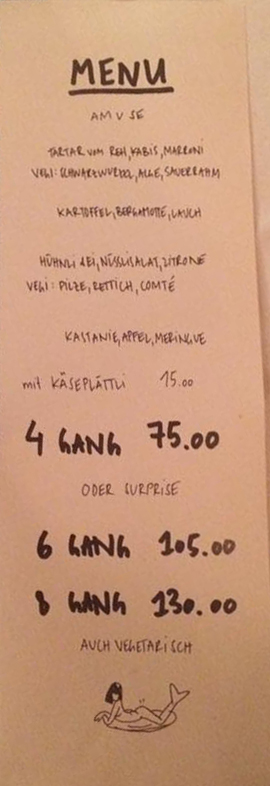 MENU
AMUSE
TARTAR VOM REH, KABIS, MARRONI
VEGI: SCHWARZWURZEL, ALGE, SAUERRAHM
KARTOFFEL, BERGAMOTTE, LAUCH
HÜHNLI &EI, NÜSSLISALAT, ZITRONE
VEGI: PILZE, RETTICH, COMTÉ
KASTANIE, APFEL, MERINGUE
mit KÄSEPLÄTTLI 15.00
4 GANG 75.00
ODER SURPRISE
6 GANG 105.00
8 GANG 130.00
AUCH VEGETARISCH